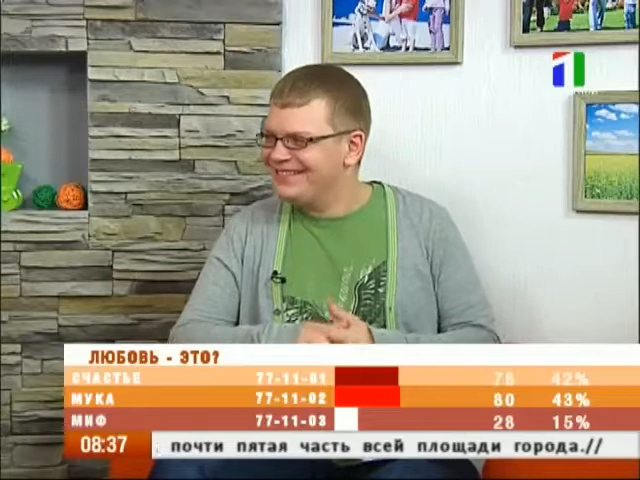 ЛЮБОВЬ - ЭТО?
СЧАСТЬЕ 77-11-01 78 42%
МУКА 77-11-02 80 43%
МИФ 77-11-03 28 15%
08:37 почти пятая часть всей площади города.//